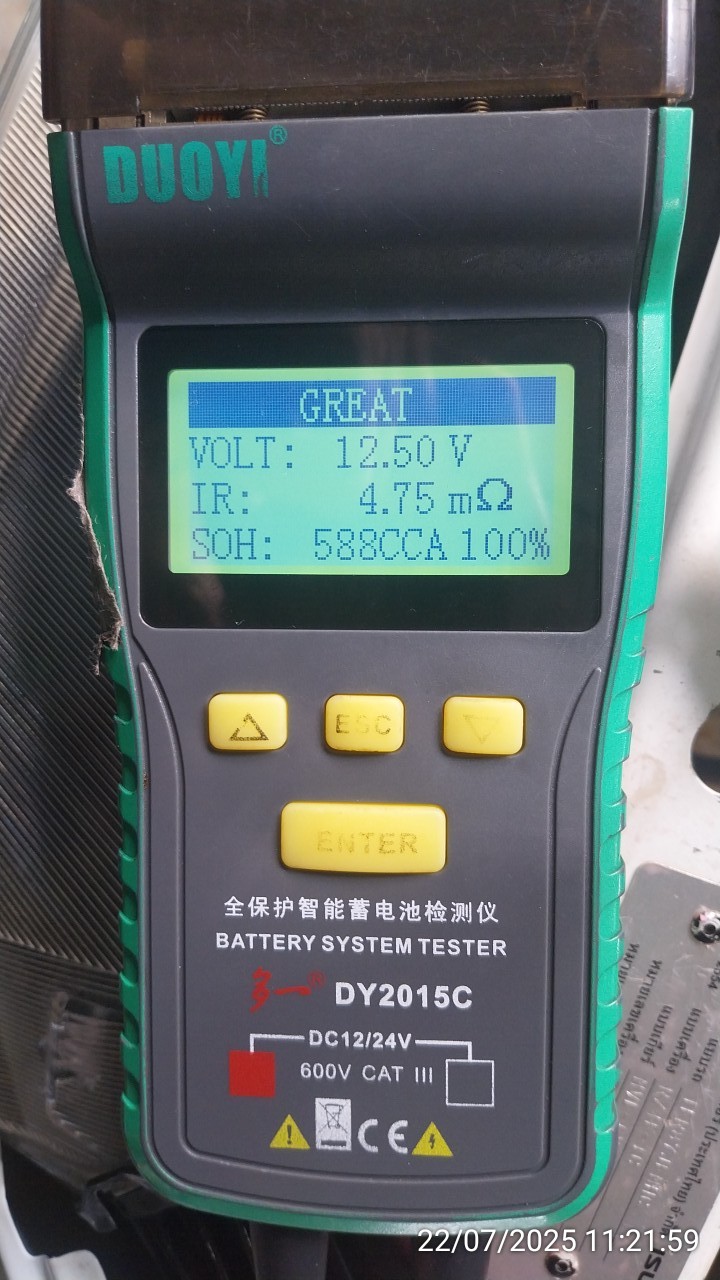 DUOYI®
GREAT
VOLT: 12.50 V
IR: 4.75 mΩ
SOH: 588CCA 100%
ESC
ENTER
全保护智能蓄电池检测仪
BATTERY SYSTEM TESTER
多一® DY2015C
DC12/24V
600V CAT III
CE
22/07/2025 11:21:59